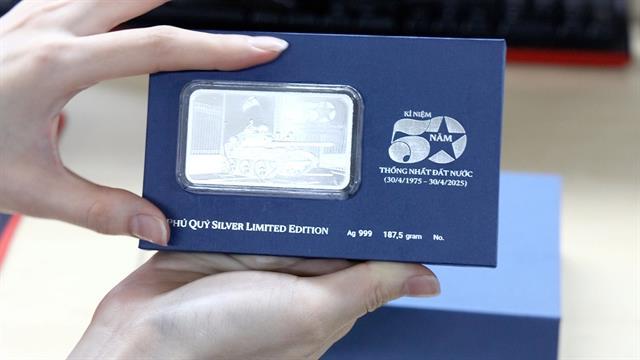 50
KỈ NIỆM
50 NĂM
THỐNG NHẤT ĐẤT NƯỚC
(30/4/1975 - 30/4/2025)
PHÚ QUÝ SILVER LIMITED EDITION
Ag 999 187,5 gram No.